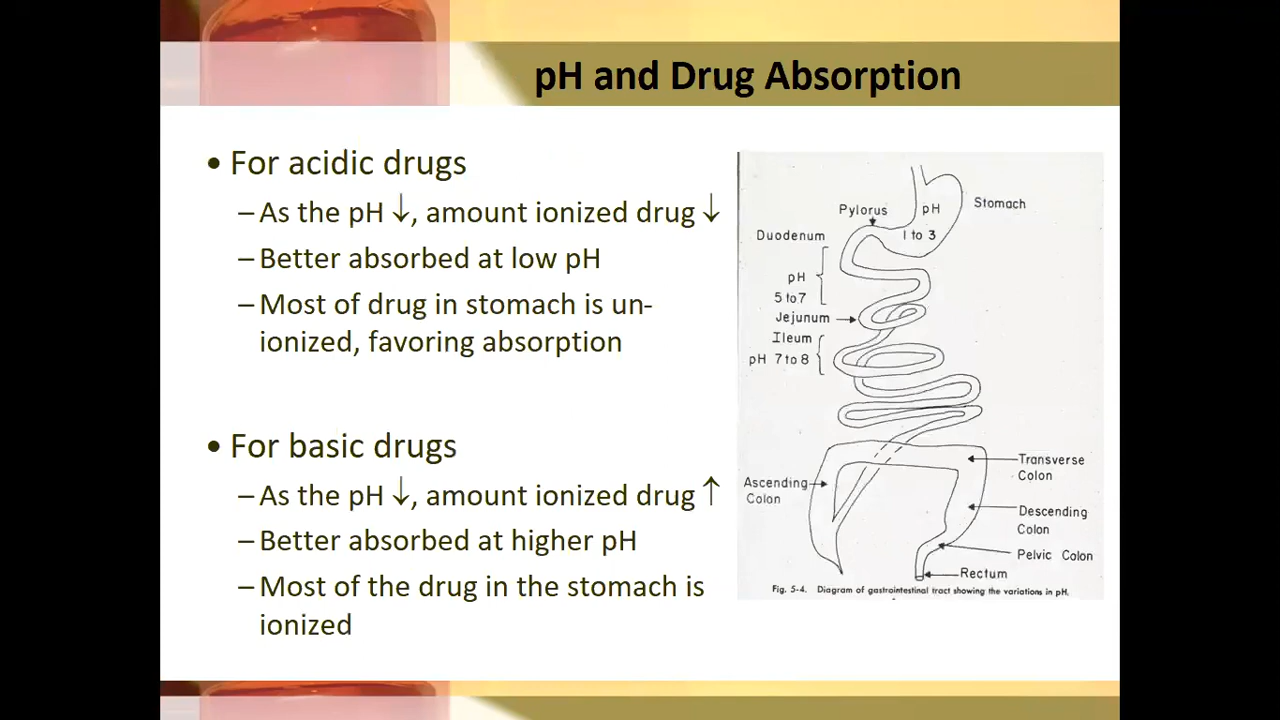 pH and Drug Absorption
• For acidic drugs
– As the pH ↓, amount ionized drug ↓
– Better absorbed at low pH
– Most of drug in stomach is un-
ionized, favoring absorption
• For basic drugs
– As the pH ↓, amount ionized drug ↑
– Better absorbed at higher pH
– Most of the drug in the stomach is
ionized
Stomach
Pylorus
pH
1 to 3
Duodenum
pH
5 to 7
Jejunum
Ileum
pH 7 to 8
Transverse
Colon
Ascending
Colon
Descending
Colon
Pelvic Colon
Rectum
Fig. 5-4. Diagram of gastrointestinal tract showing the variations in pH.